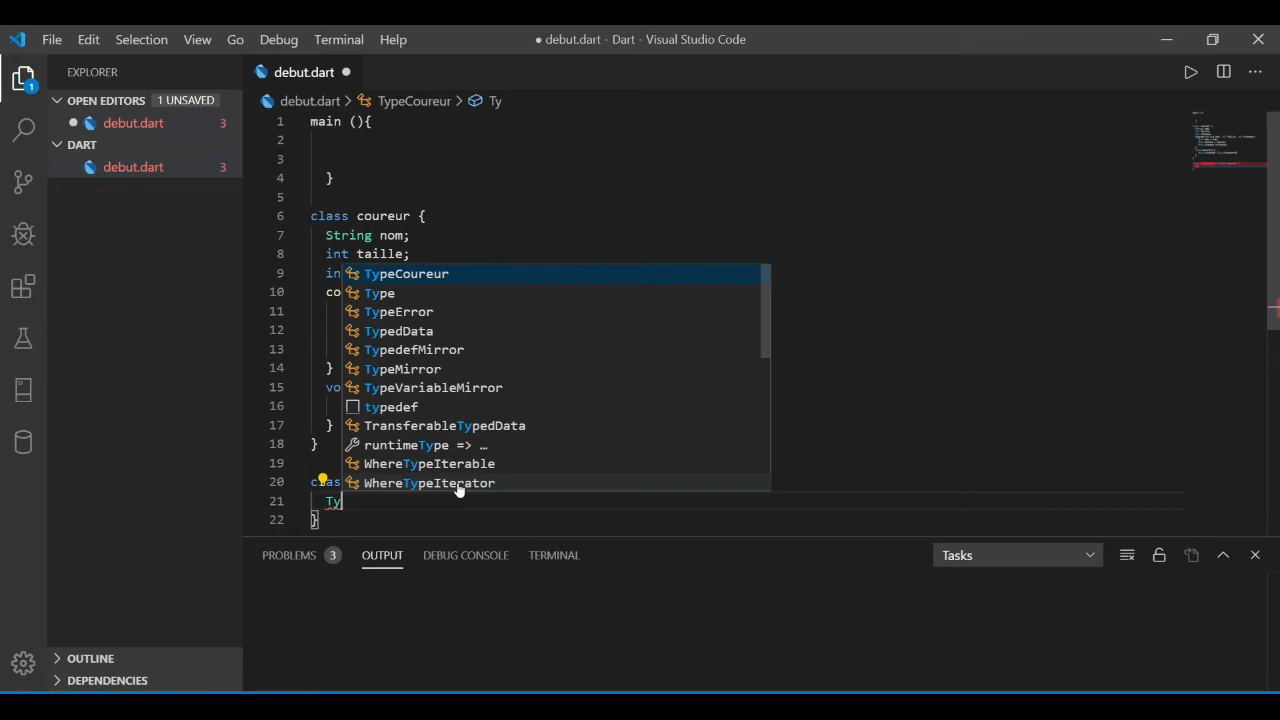 File Edit Selection View Go Debug Terminal Help
● debut.dart - Dart - Visual Studio Code
EXPLORER
debut.dart
OPEN EDITORS 1 UNSAVED
debut.dart 3
DART
debut.dart 3
debut.dart > TypeCoureur > Ty
1 main (){
2
3
4 }
5
6 class coureur {
7 String nom;
8 int taille;
9 in
10 co
11
12
13
14 }
15 vo
16
17 }
18 }
19
20 clas
21 Ty
22 }
TypeCoureur
Type
TypeError
TypedData
TypedefMirror
TypeMirror
TypeVariableMirror
typedef
TransferableTypedData
runtimeType => …
WhereTypeIterable
WhereTypeIterator
PROBLEMS 3 OUTPUT DEBUG CONSOLE TERMINAL
Tasks
1
OUTLINE
DEPENDENCIES